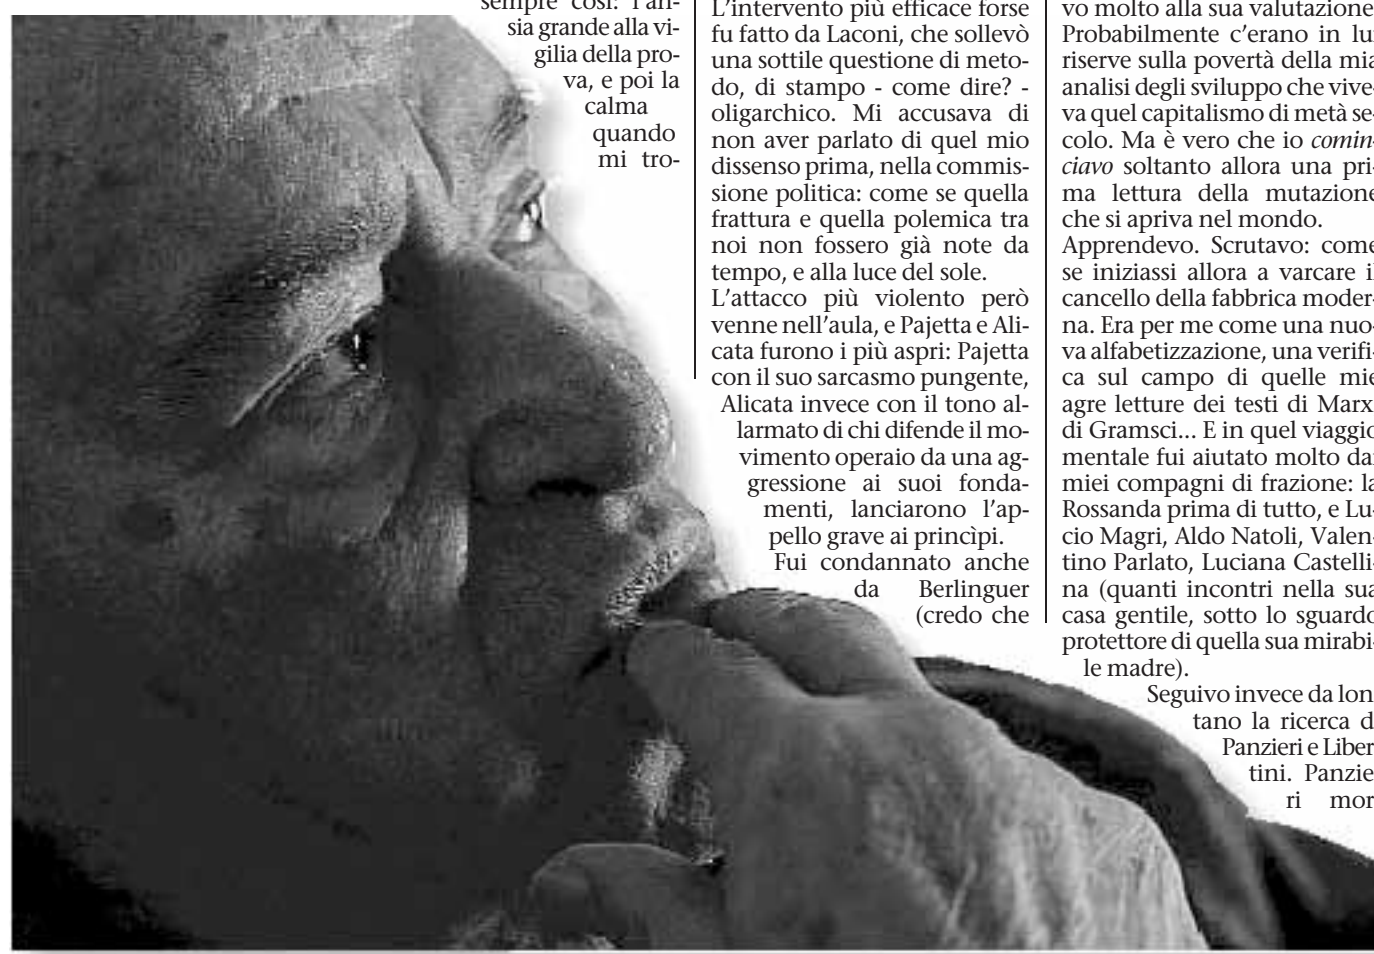 sempre così: l'an-
sia grande alla vi-
gilia della pro-
va, e poi la
calma
quando
mi tro-
L'intervento più efficace forse
fu fatto da Laconi, che sollevò
una sottile questione di meto-
do, di stampo - come dire? -
oligarchico. Mi accusava di
non aver parlato di quel mio
dissenso prima, nella commis-
sione politica: come se quella
frattura e quella polemica tra
noi non fossero già note da
tempo, e alla luce del sole.
L'attacco più violento però
venne nell'aula, e Pajetta e Ali-
cata furono i più aspri: Pajetta
con il suo sarcasmo pungente,
Alicata invece con il tono al-
larmato di chi difende il mo-
vimento operaio da una ag-
gressione ai suoi fonda-
menti, lanciarono l'ap-
pello grave ai princìpi.
Fui condannato anche
da Berlinguer
(credo che
vo molto alla sua valutazione
Probabilmente c'erano in lui
riserve sulla povertà della mia
analisi degli sviluppo che vive-
va quel capitalismo di metà se-
colo. Ma è vero che io comin-
ciavo soltanto allora una pri-
ma lettura della mutazione
che si apriva nel mondo.
Apprendevo. Scrutavo: come
se iniziassi allora a varcare il
cancello della fabbrica moder-
na. Era per me come una nuo-
va alfabetizzazione, una verifi-
ca sul campo di quelle mie
agre letture dei testi di Marx,
di Gramsci... E in quel viaggio
mentale fui aiutato molto dai
miei compagni di frazione: la
Rossanda prima di tutto, e Lu-
cio Magri, Aldo Natoli, Valen-
tino Parlato, Luciana Castelli-
na (quanti incontri nella sua
casa gentile, sotto lo sguardo
protettore di quella sua mirabi-
le madre).
Seguivo invece da lon
tano la ricerca d
Panzieri e Liber
tini. Panzie
ri mor